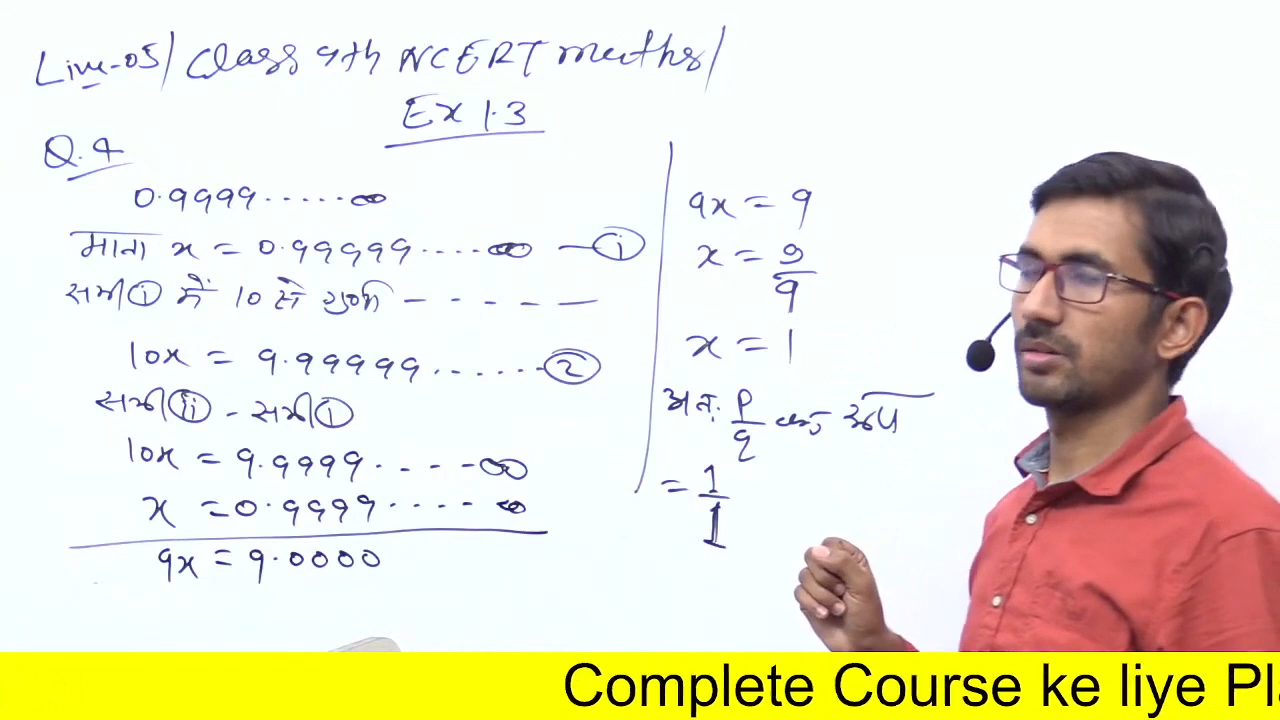 Live-05/ Class 9th NCERT maths/
Ex 1.3
Q.4
0.9999......∞
माना x = 0.99999.....∞ — ①
समी① में 10 से गुणा - - - - -
10x = 9.99999...... ②
समी ⅱ - समी ⅰ
10x = 9.9999.....∞
x = 0.9999.....∞
9x = 9.0000
9x = 9
x = 9/9
x = 1
अतः p/q का रूप
= 1/1
Complete Course ke liye Pl